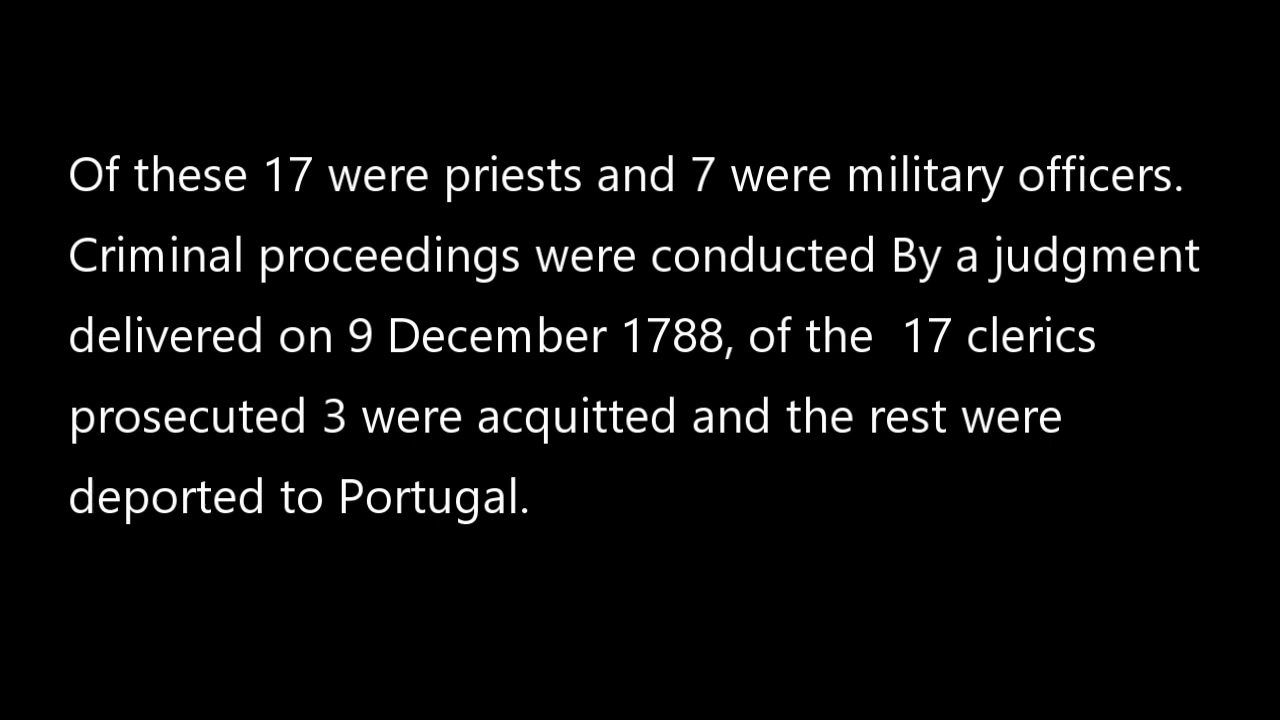 Of these 17 were priests and 7 were military officers.
Criminal proceedings were conducted By a judgment
delivered on 9 December 1788, of the  17 clerics
prosecuted 3 were acquitted and the rest were
deported to Portugal.